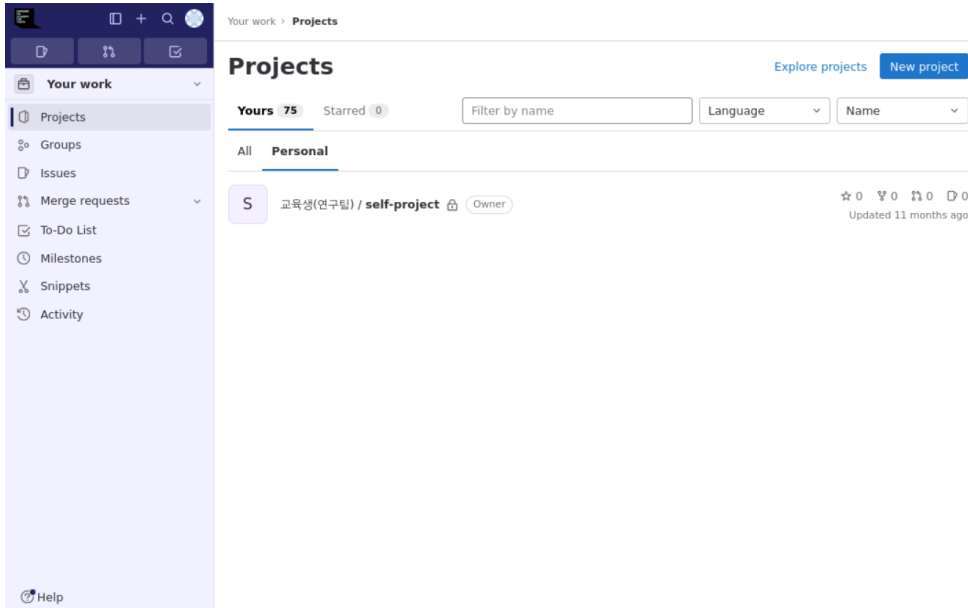 Your work › Projects
Your work
Projects
Groups
Issues
Merge requests
To-Do List
Milestones
Snippets
Activity
Help
Projects
Explore projects
New project
Yours 75 Starred 0
Filter by name
Language
Name
All Personal
S
교육생(연구팀) / self-project Owner
0 0 0 0
Updated 11 months ago